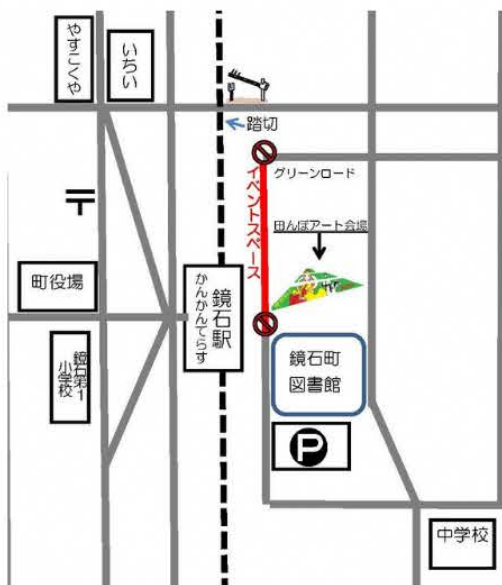 やすこくや
いちい
踏切
グリーンロード
イベントスペース
田んぼアート会場
〒
町役場
鏡石駅
かんかんてらす
鏡石第1
小学校
鏡石町
図書館
P
中学校